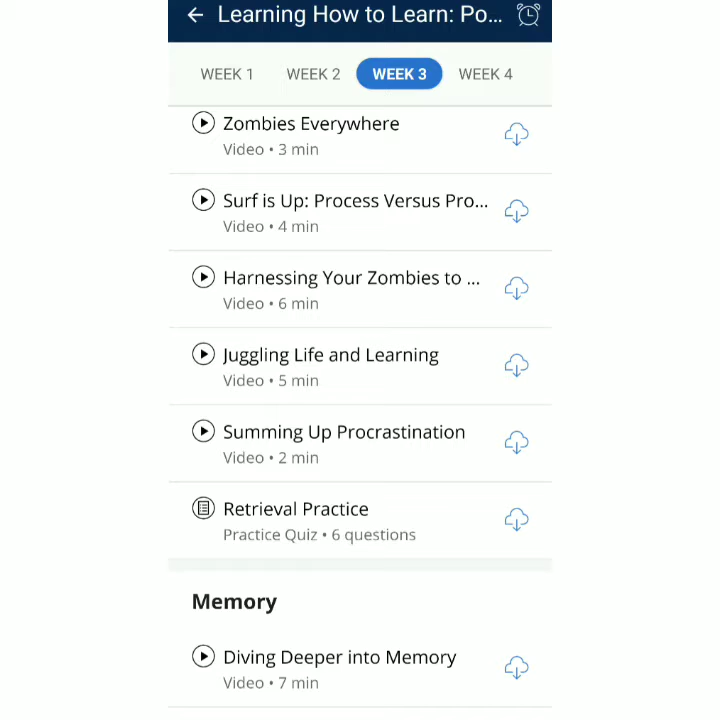 Learning How to Learn: Po...
WEEK 1 WEEK 2 WEEK 3 WEEK 4
Zombies Everywhere
Video • 3 min
Surf is Up: Process Versus Pro...
Video • 4 min
Harnessing Your Zombies to ...
Video • 6 min
Juggling Life and Learning
Video • 5 min
Summing Up Procrastination
Video • 2 min
Retrieval Practice
Practice Quiz • 6 questions
Memory
Diving Deeper into Memory
Video • 7 min